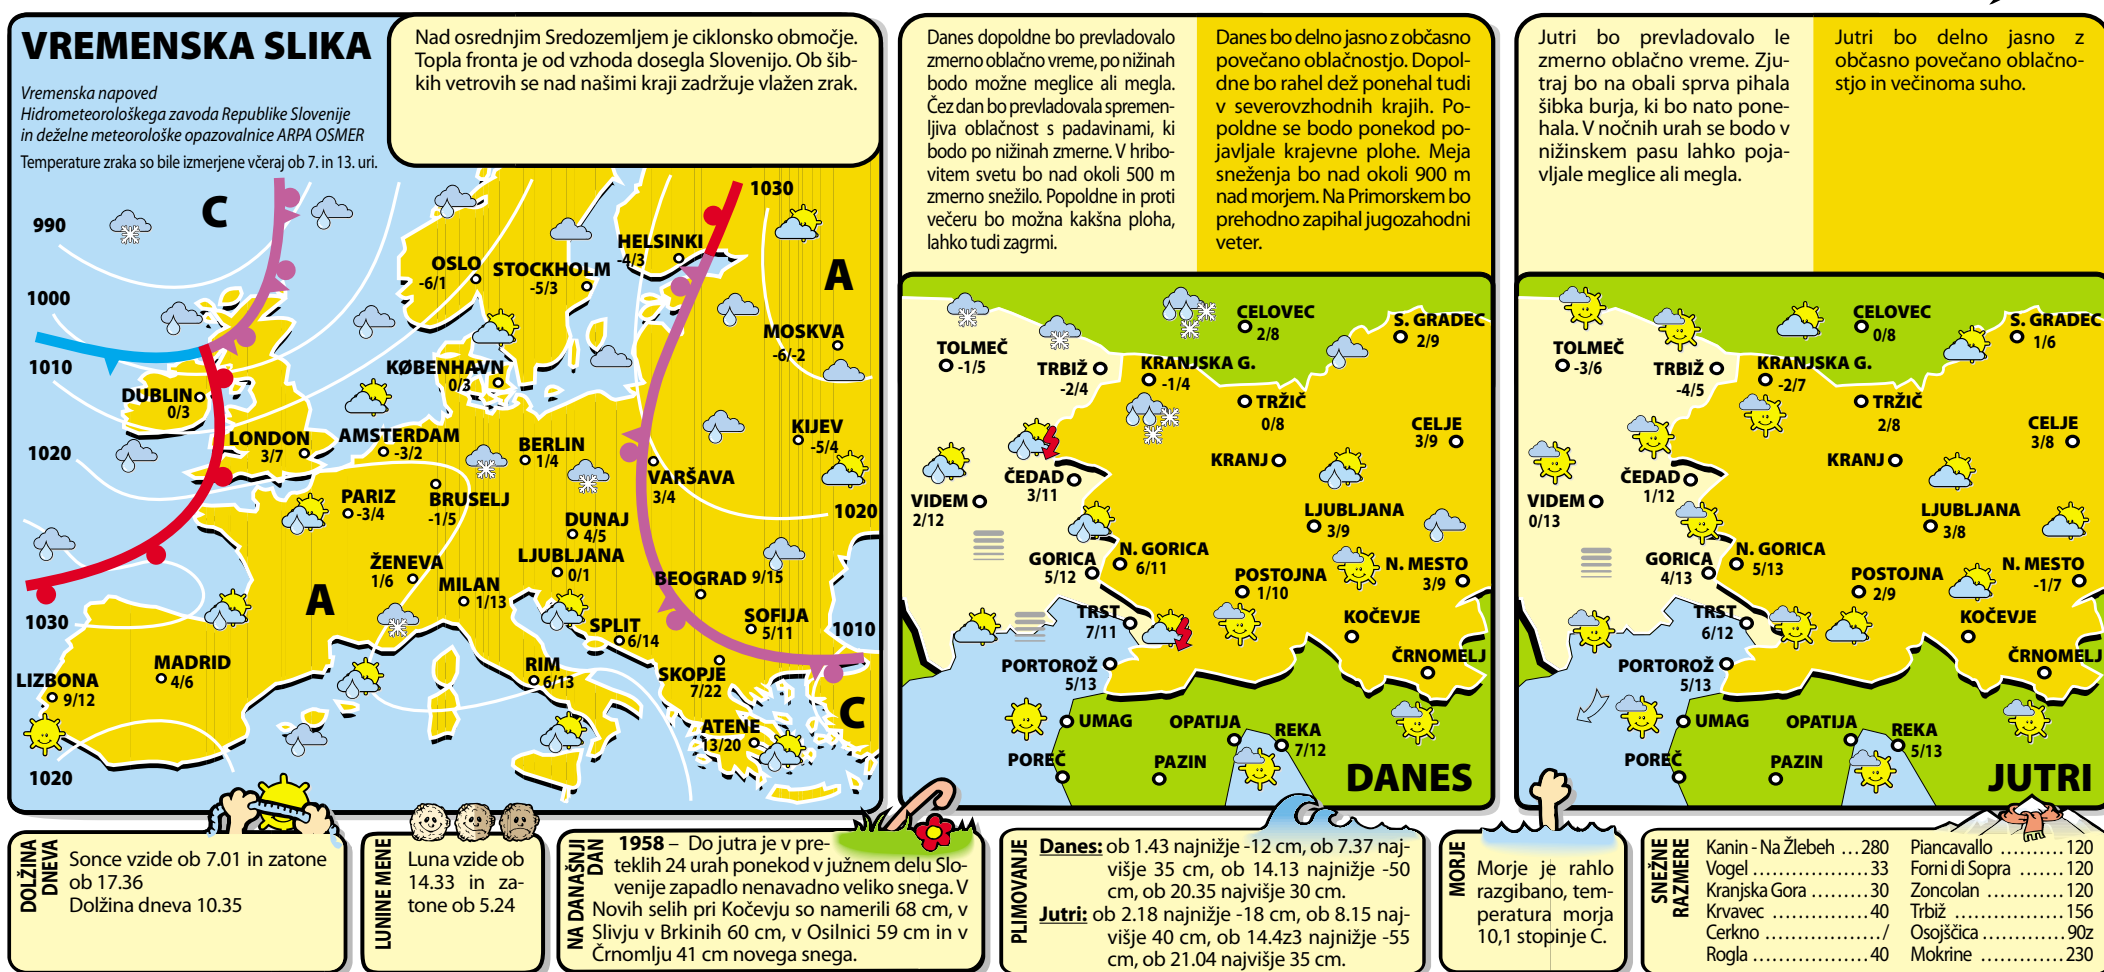 VREMENSKA SLIKA
Vremenska napoved
Hidrometeorološkega zavoda Republike Slovenije
in deželne meteorološke opazovalnice ARPA OSMER
Temperature zraka so bile izmerjene včeraj ob 7. in 13. uri.
Nad osrednjim Sredozemljem je ciklonsko območje.
Topla fronta je od vzhoda dosegla Slovenijo. Ob šib-
kih vetrovih se nad našimi kraji zadržuje vlažen zrak.
990
C
1030
HELSINKI
-4/3
OSLO
-6/1
STOCKHOLM
-5/3
A
1000
MOSKVA
-6/-2
1010
KØBENHAVN
0/3
DUBLIN
0/3
LONDON
3/7
AMSTERDAM
-3/2
BERLIN
1/4
KIJEV
-5/4
1020
VARŠAVA
3/4
PARIZ
-3/4
BRUSELJ
-1/5
1020
DUNAJ
4/5
LJUBLJANA
0/1
ŽENEVA
1/6
MILAN
1/13
BEOGRAD 9/15
A
1030
SPLIT
6/14
SOFIJA
5/11
1010
MADRID
4/6
RIM
6/13
SKOPJE
7/22
LIZBONA
9/12
C
ATENE
13/20
1020
Danes dopoldne bo prevladovalo
zmerno oblačno vreme, po nižinah
bodo možne meglice ali megla.
Čez dan bo prevladovala spremen-
ljiva oblačnost s padavinami, ki
bodo po nižinah zmerne. V hribo-
vitem svetu bo nad okoli 500 m
zmerno snežilo. Popoldne in proti
večeru bo možna kakšna ploha,
lahko tudi zagrmi.
Danes bo delno jasno z občasno
povečano oblačnostjo. Dopol-
dne bo rahel dež ponehal tudi
v severovzhodnih krajih. Po-
poldne se bodo ponekod po-
javljale krajevne plohe. Meja
sneženja bo nad okoli 900 m
nad morjem. Na Primorskem bo
prehodno zapihal jugozahodni
veter.
CELOVEC
2/8
S. GRADEC
2/9
TOLMEČ
-1/5
TRBIŽ
-2/4
KRANJSKA G.
-1/4
TRŽIČ
0/8
CELJE
3/9
KRANJ
ČEDAD
3/11
VIDEM
2/12
LJUBLJANA
3/9
GORICA
5/12
N. GORICA
6/11
POSTOJNA
1/10
N. MESTO
3/9
TRST
7/11
KOČEVJE
PORTOROŽ
5/13
ČRNOMELJ
UMAG
OPATIJA
REKA
7/12
POREČ
PAZIN
DANES
Jutri bo prevladovalo le
zmerno oblačno vreme. Zju-
traj bo na obali sprva pihala
šibka burja, ki bo nato pone-
hala. V nočnih urah se bodo v
nižinskem pasu lahko poja-
vljale meglice ali megla.
Jutri bo delno jasno z
občasno povečano oblačno-
stjo in večinoma suho.
CELOVEC
0/8
S. GRADEC
1/6
TOLMEČ
-3/6
TRBIŽ
-4/5
KRANJSKA G.
-2/7
TRŽIČ
2/8
CELJE
3/8
KRANJ
ČEDAD
1/12
VIDEM
0/13
LJUBLJANA
3/8
GORICA
4/13
N. GORICA
5/13
POSTOJNA
2/9
N. MESTO
-1/7
TRST
6/12
KOČEVJE
PORTOROŽ
5/13
ČRNOMELJ
UMAG
OPATIJA
REKA
5/13
POREČ
PAZIN
JUTRI
DOLŽINA
DNEVA
Sonce vzide ob 7.01 in zatone
ob 17.36
Dolžina dneva 10.35
LUNINE MENE
Luna vzide ob
14.33 in za-
tone ob 5.24
NA DANAŠNJI
DAN
1958 – Do jutra je v pre-
teklih 24 urah ponekod v južnem delu Slo-
venije zapadlo nenavadno veliko snega. V
Novih selih pri Kočevju so namerili 68 cm, v
Slivju v Brkinih 60 cm, v Osilnici 59 cm in v
Črnomlju 41 cm novega snega.
PLIMOVANJE
Danes: ob 1.43 najnižje -12 cm, ob 7.37 naj-
višje 35 cm, ob 14.13 najnižje -50
cm, ob 20.35 najvišje 30 cm.
Jutri: ob 2.18 najnižje -18 cm, ob 8.15 naj-
višje 40 cm, ob 14.4z3 najnižje -55
cm, ob 21.04 najvišje 35 cm.
MORJE
Morje je rahlo
razgibano, tem-
peratura morja
10,1 stopinje C.
SNEŽNE
RAZMERE
Kanin - Na Žlebeh ...280
Vogel ..................33
Kranjska Gora .........30
Krvavec ................40
Cerkno ................./
Rogla ..................40
Piancavallo ..........120
Forni di Sopra .......120
Zoncolan .............120
Trbiž ................156
Osojščica ............90z
Mokrine .............230